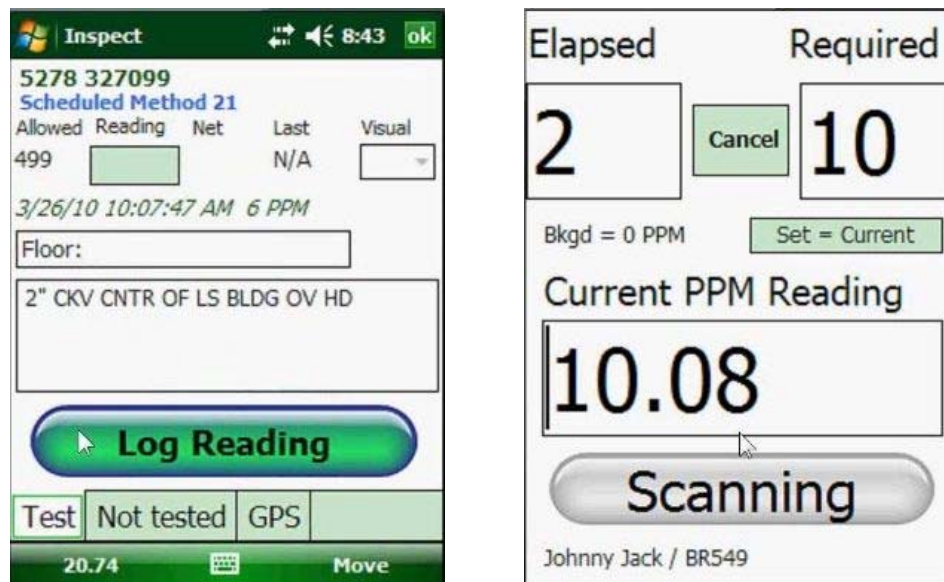 Inspect 8:43 ok
5278 327099
Scheduled Method 21
Allowed Reading Net Last Visual
499 N/A
3/26/10 10:07:47 AM 6 PPM
Floor:
2" CKV CNTR OF LS BLDG OV HD
Log Reading
Test Not tested GPS
20.74 Move
Elapsed Required
2 Cancel 10
Bkgd = 0 PPM Set = Current
Current PPM Reading
10.08
Scanning
Johnny Jack / BR549